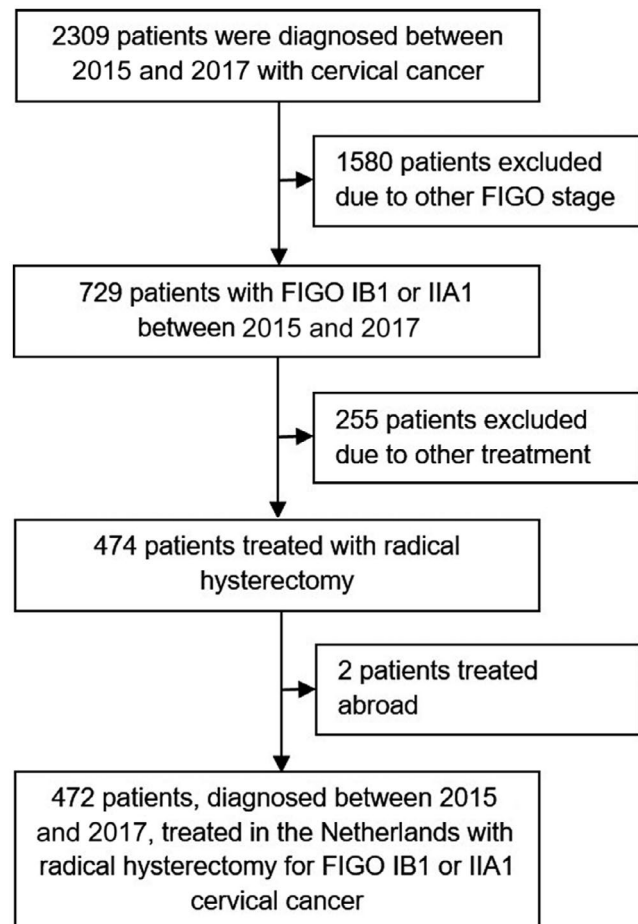 2309 patients were diagnosed between
2015 and 2017 with cervical cancer
1580 patients excluded
due to other FIGO stage
729 patients with FIGO IB1 or IIA1
between 2015 and 2017
255 patients excluded
due to other treatment
474 patients treated with radical
hysterectomy
2 patients treated
abroad
472 patients, diagnosed between 2015
and 2017, treated in the Netherlands with
radical hysterectomy for FIGO IB1 or IIA1
cervical cancer